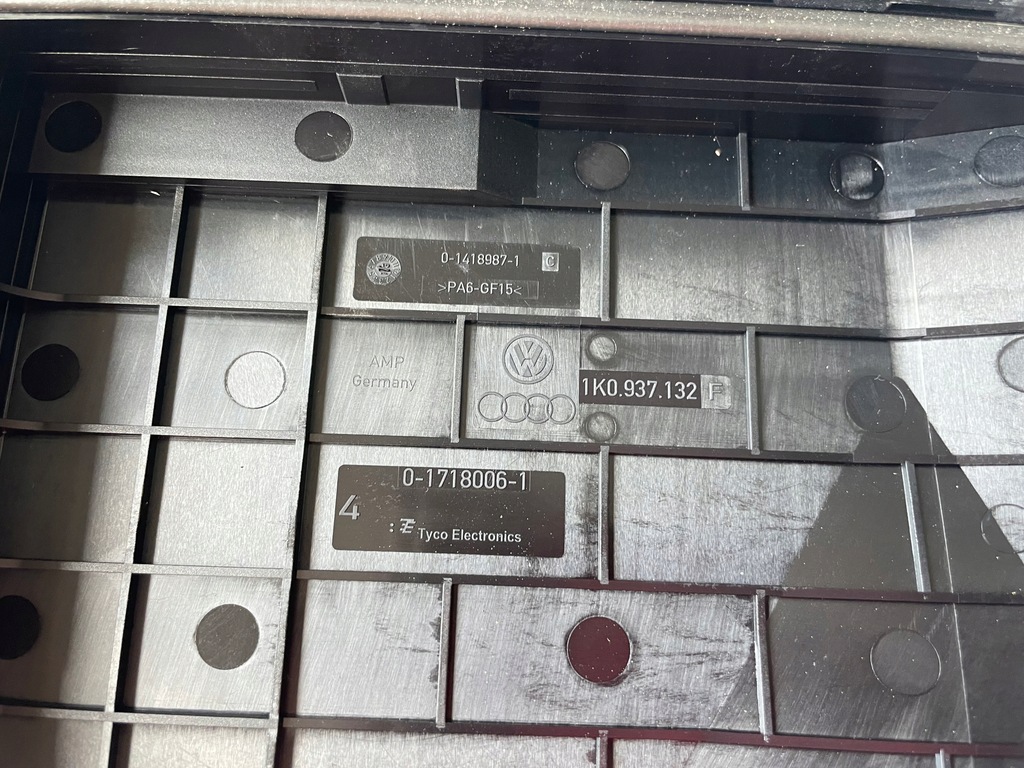 0-1418987-1 C
>PA6-GF15<
AMP
Germany
1K0.937.132 F
0-1718006-1
4
Tyco Electronics